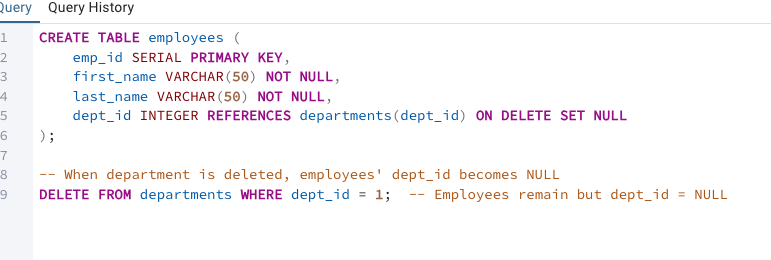 Query Query History
1 CREATE TABLE employees (
2 emp_id SERIAL PRIMARY KEY,
3 first_name VARCHAR(50) NOT NULL,
4 last_name VARCHAR(50) NOT NULL,
5 dept_id INTEGER REFERENCES departments(dept_id) ON DELETE SET NULL
6 );
7
8 -- When department is deleted, employees' dept_id becomes NULL
9 DELETE FROM departments WHERE dept_id = 1;  -- Employees remain but dept_id = NULL